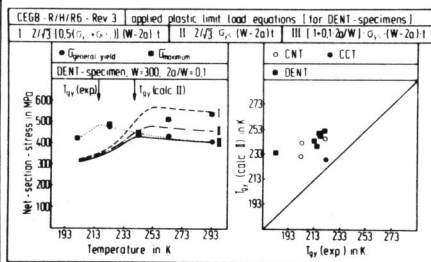 CEGB - R/H/R6 - Rev 3 applied plastic limit load equations (for DENT-specimens)
I 2/√3 [0,5(σ
(W-2a) t II 2/√3
(W-2a) t III [1+0,1·2a/W]
(W-2a) t
● σgeneral yield ■ σmaximum
DENT-specimen, W=300, 2a/W=0,1
Tgy (exp) Tgy (calc II)
I
II
III
Net-section-stress in MPa
600
500
400
300
200
100
193 213 233 253 273 293
Temperature in K
○ CNT ● CCT
■ DENT
Tgy (calc II) in K
273
253
233
213
193
193 213 233 253 273
Tgy (exp) in K